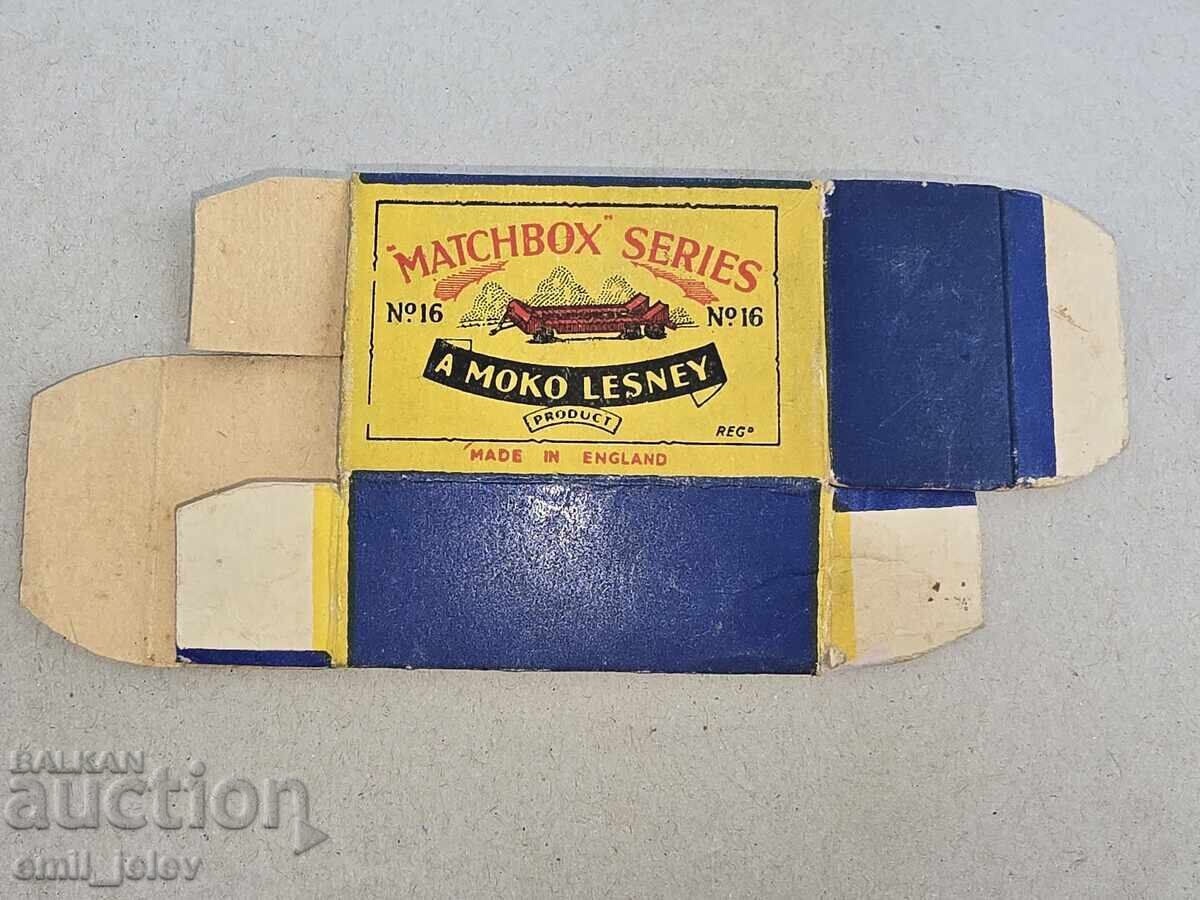 "MATCHBOX" SERIES
Nº16 Nº16
A MOKO LESNEY
PRODUCT
REGD
MADE IN ENGLAND
BALKAN
auction
emil_jelev